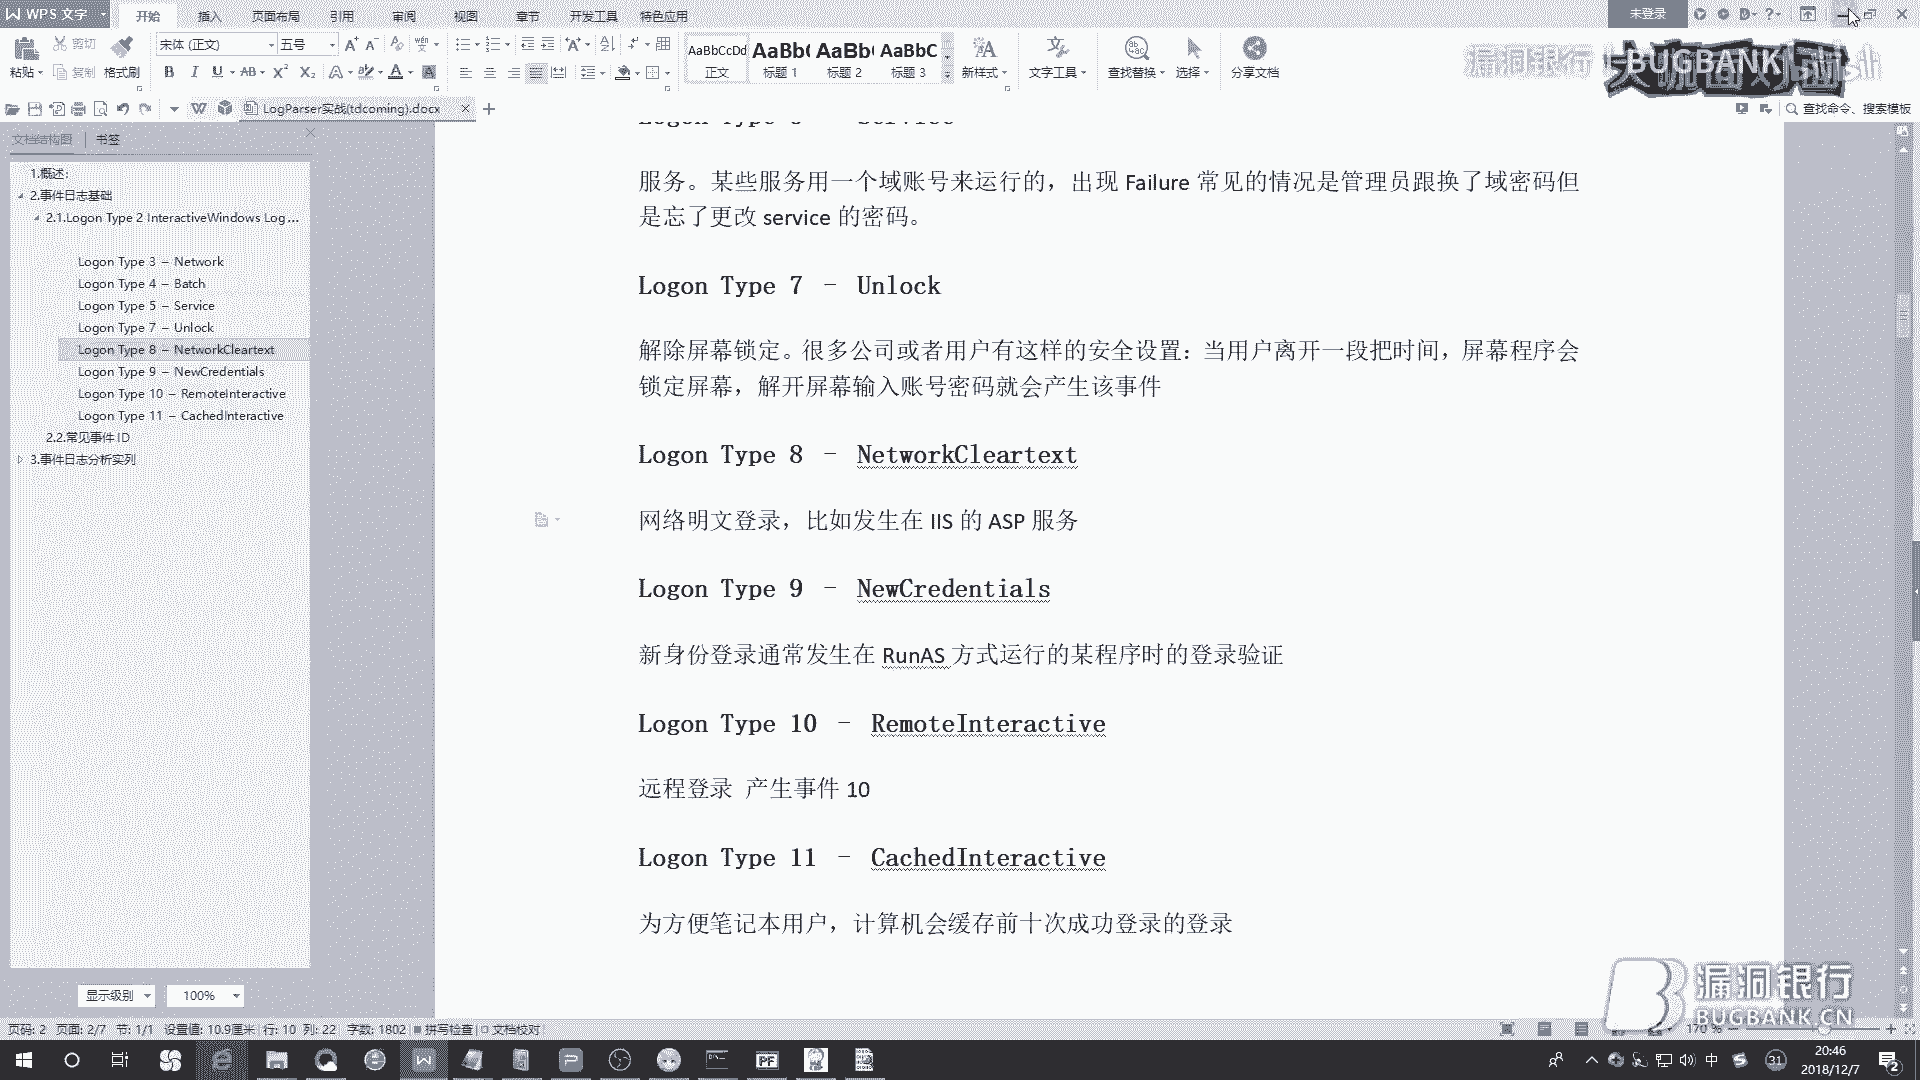 WPS 文字
开始 插入 页面布局 引用 审阅 视图 章节 开发工具 特色应用
未登录
粘贴 剪切 复制 格式刷
宋体 (正文) 五号
AaBbCcDd AaBb( AaBb( AaBbC
正文 标题 1 标题 2 标题 3
新样式 文字工具 查找替换 选择 分享文档
漏洞银行 BUGBANK
LogParser实战(tdcoming).docx
查找命令、搜索模板
文档结构图 书签
1.概述:
2.事件日志基础
2.1.Logon Type 2 InteractiveWindows Log ...
Logon Type 3 – Network
Logon Type 4 – Batch
Logon Type 5 – Service
Logon Type 7 – Unlock
Logon Type 8 – NetworkCleartext
Logon Type 9 – NewCredentials
Logon Type 10 – RemoteInteractive
Logon Type 11 – CachedInteractive
2.2.常见事件 ID
3.事件日志分析实列
显示级别 100%
服务。某些服务用一个域账号来运行的，出现 Failure 常见的情况是管理员跟换了域密码但
是忘了更改 service 的密码。
Logon Type 7 – Unlock
解除屏幕锁定。很多公司或者用户有这样的安全设置：当用户离开一段把时间，屏幕程序会
锁定屏幕，解开屏幕输入账号密码就会产生该事件
Logon Type 8 – NetworkCleartext
网络明文登录，比如发生在 IIS 的 ASP 服务
Logon Type 9 – NewCredentials
新身份登录通常发生在 RunAS 方式运行的某程序时的登录验证
Logon Type 10 – RemoteInteractive
远程登录 产生事件 10
Logon Type 11 – CachedInteractive
为方便笔记本用户，计算机会缓存前十次成功登录的登录
漏洞银行
BUGBANK.CN
页码: 2 页面: 2/7 节: 1/1 设置值: 10.9厘米 行: 10 列: 22 字数: 1802 拼写检查 文档校对
170 %
中
31
20:46
2018/12/7
2